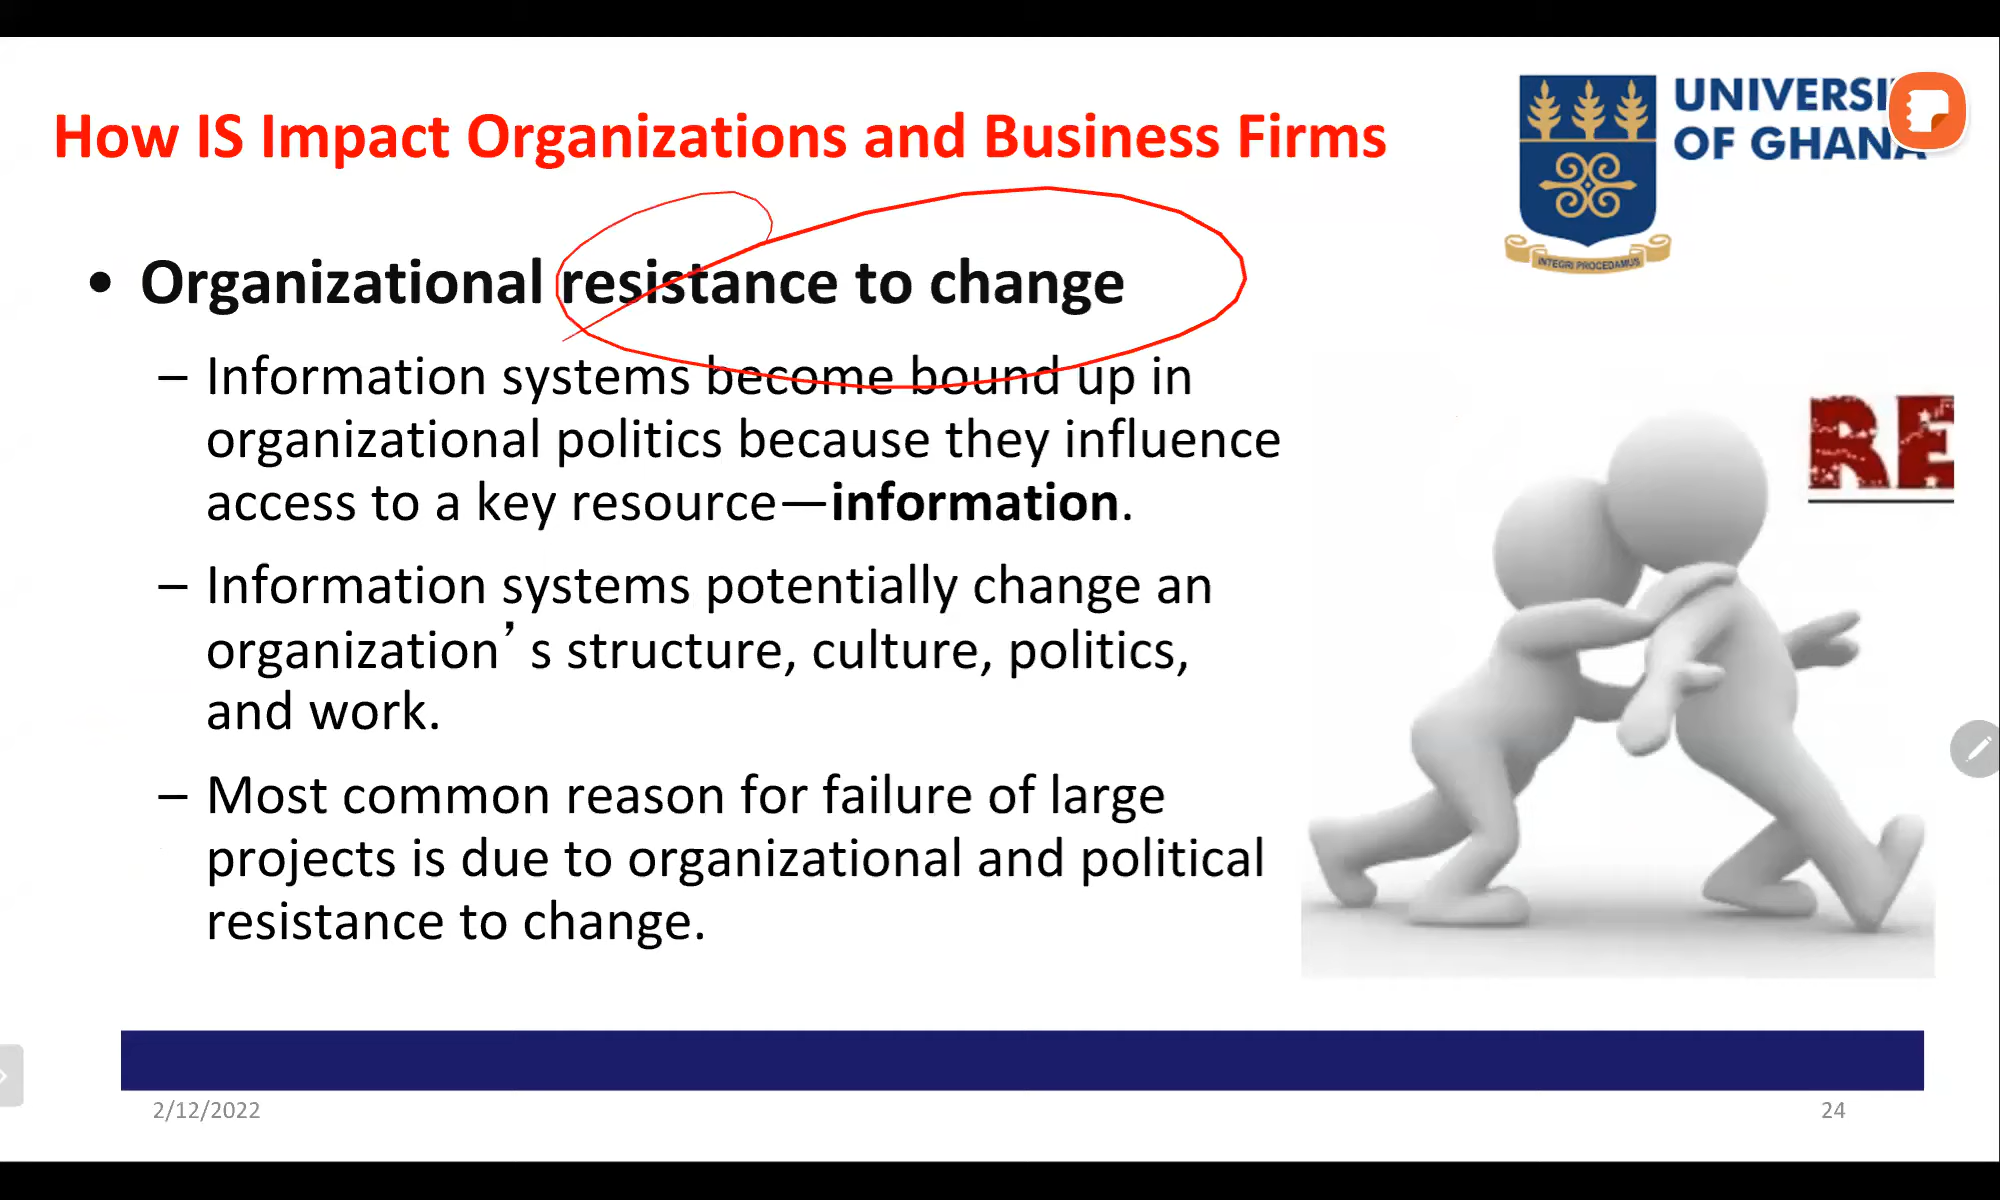 How IS Impact Organizations and Business Firms
UNIVERSI
OF GHANA
INTEGRI PROCEDAMUS
• Organizational resistance to change
– Information systems become bound up in
organizational politics because they influence
access to a key resource—information.
– Information systems potentially change an
organization’s structure, culture, politics,
and work.
– Most common reason for failure of large
projects is due to organizational and political
resistance to change.
RE
2/12/2022
24